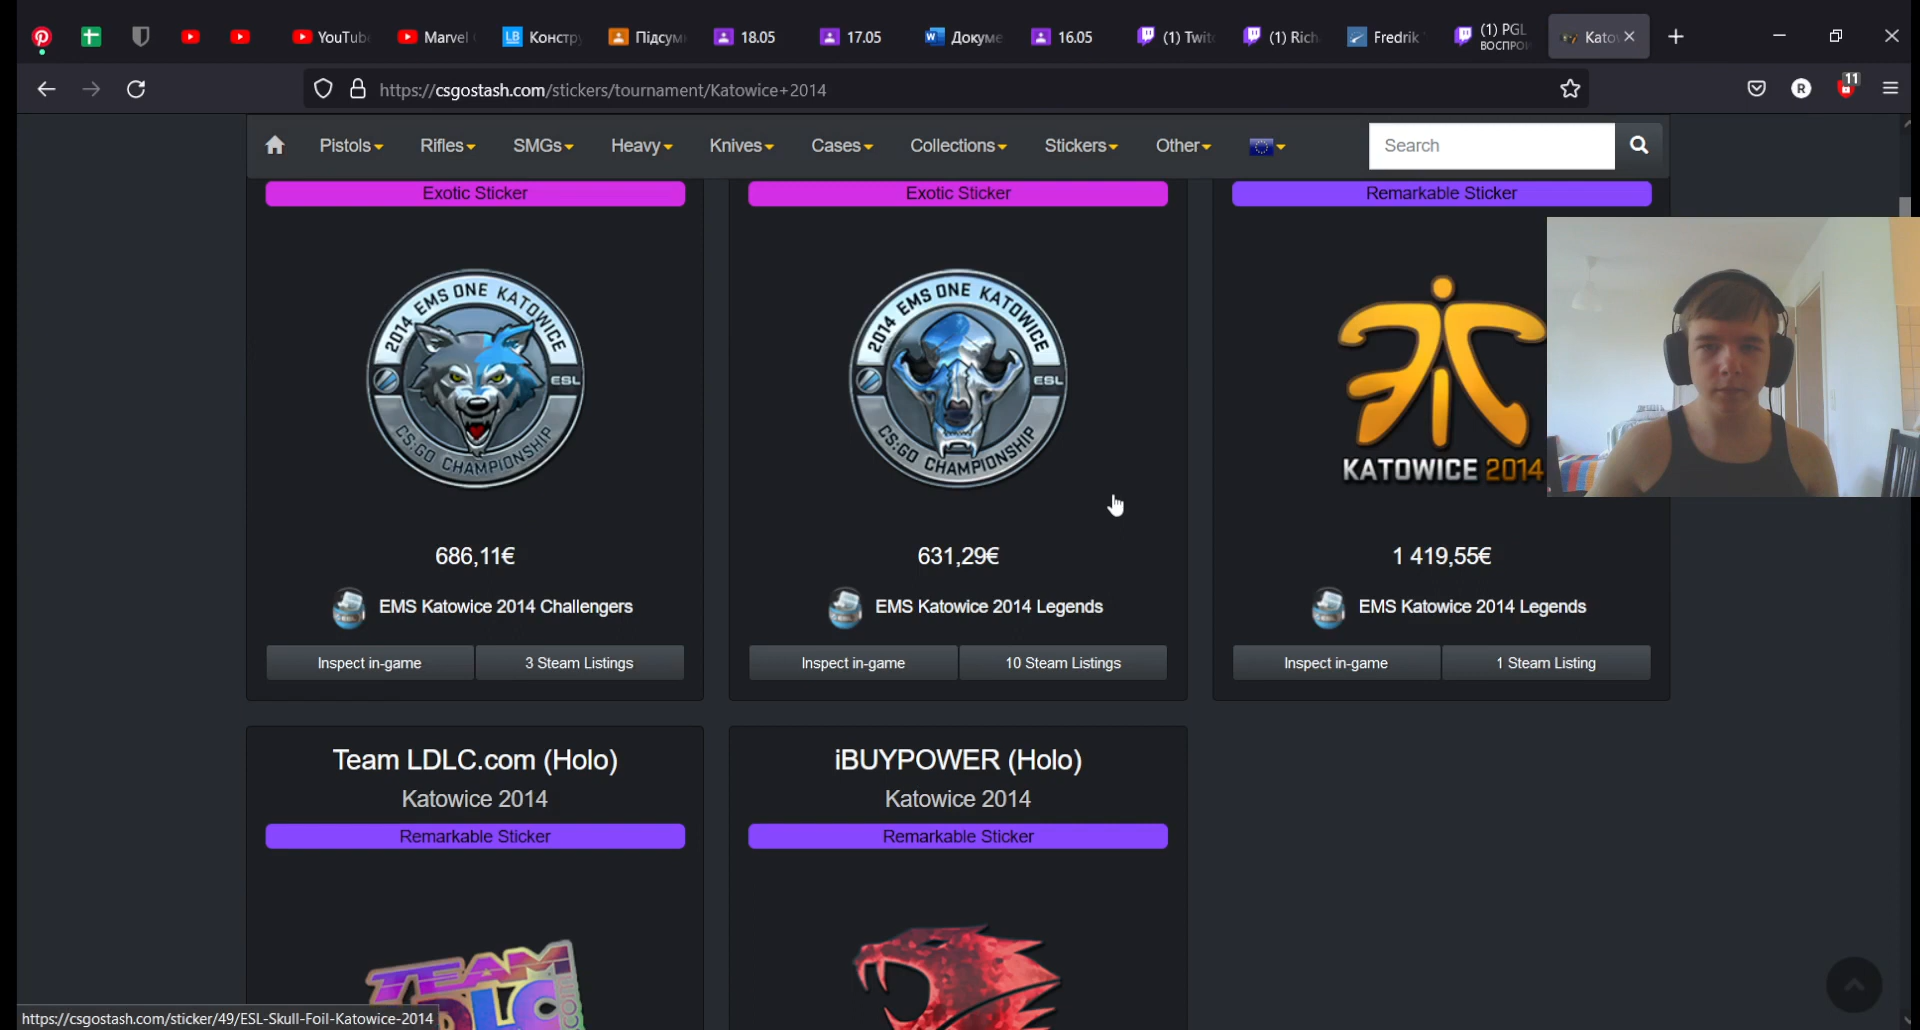 YouTub
Marvel
LB Констру
Підсум
18.05
17.05
Докуме
16.05
(1) Twit
(1) Rich
Fredrik
(1) PGL
ВОСПРОИ
Kato
https://csgostash.com/stickers/tournament/Katowice+2014
R
11
Pistols
Rifles
SMGs
Heavy
Knives
Cases
Collections
Stickers
Other
Search
Exotic Sticker
Exotic Sticker
Remarkable Sticker
2014 EMS ONE KATOWICE
ESL
CS:GO CHAMPIONSHIP
2014 EMS ONE KATOWICE
ESL
CS:GO CHAMPIONSHIP
KATOWICE 2014
686,11€
631,29€
1 419,55€
EMS Katowice 2014 Challengers
EMS Katowice 2014 Legends
EMS Katowice 2014 Legends
Inspect in-game
3 Steam Listings
Inspect in-game
10 Steam Listings
Inspect in-game
1 Steam Listing
Team LDLC.com (Holo)
iBUYPOWER (Holo)
Katowice 2014
Katowice 2014
Remarkable Sticker
Remarkable Sticker
TEAM
LDLC
.COM
https://csgostash.com/sticker/49/ESL-Skull-Foil-Katowice-2014